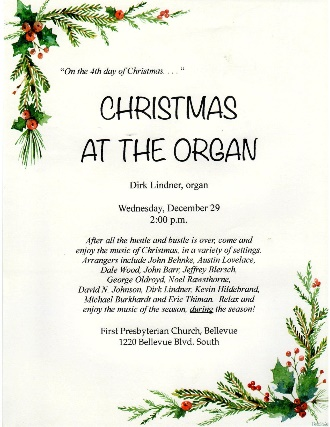 "On the 4th day of Christmas. . . . "
CHRISTMAS
AT THE ORGAN
Dirk Lindner, organ
Wednesday, December 29
2:00 p.m.
After all the hustle and bustle is over, come and
enjoy the music of Christmas, in a variety of settings.
Arrangers include John Behnke, Austin Lovelace,
Dale Wood, John Barr, Jeffrey Blersch,
George Oldroyd, Noel Rawsthorne,
David N. Johnson, Dirk Lindner, Kevin Hildebrand,
Michael Burkhardt and Eric Thiman. Relax and
enjoy the music of the season, during the season!
First Presbyterian Church, Bellevue
1220 Bellevue Blvd. South